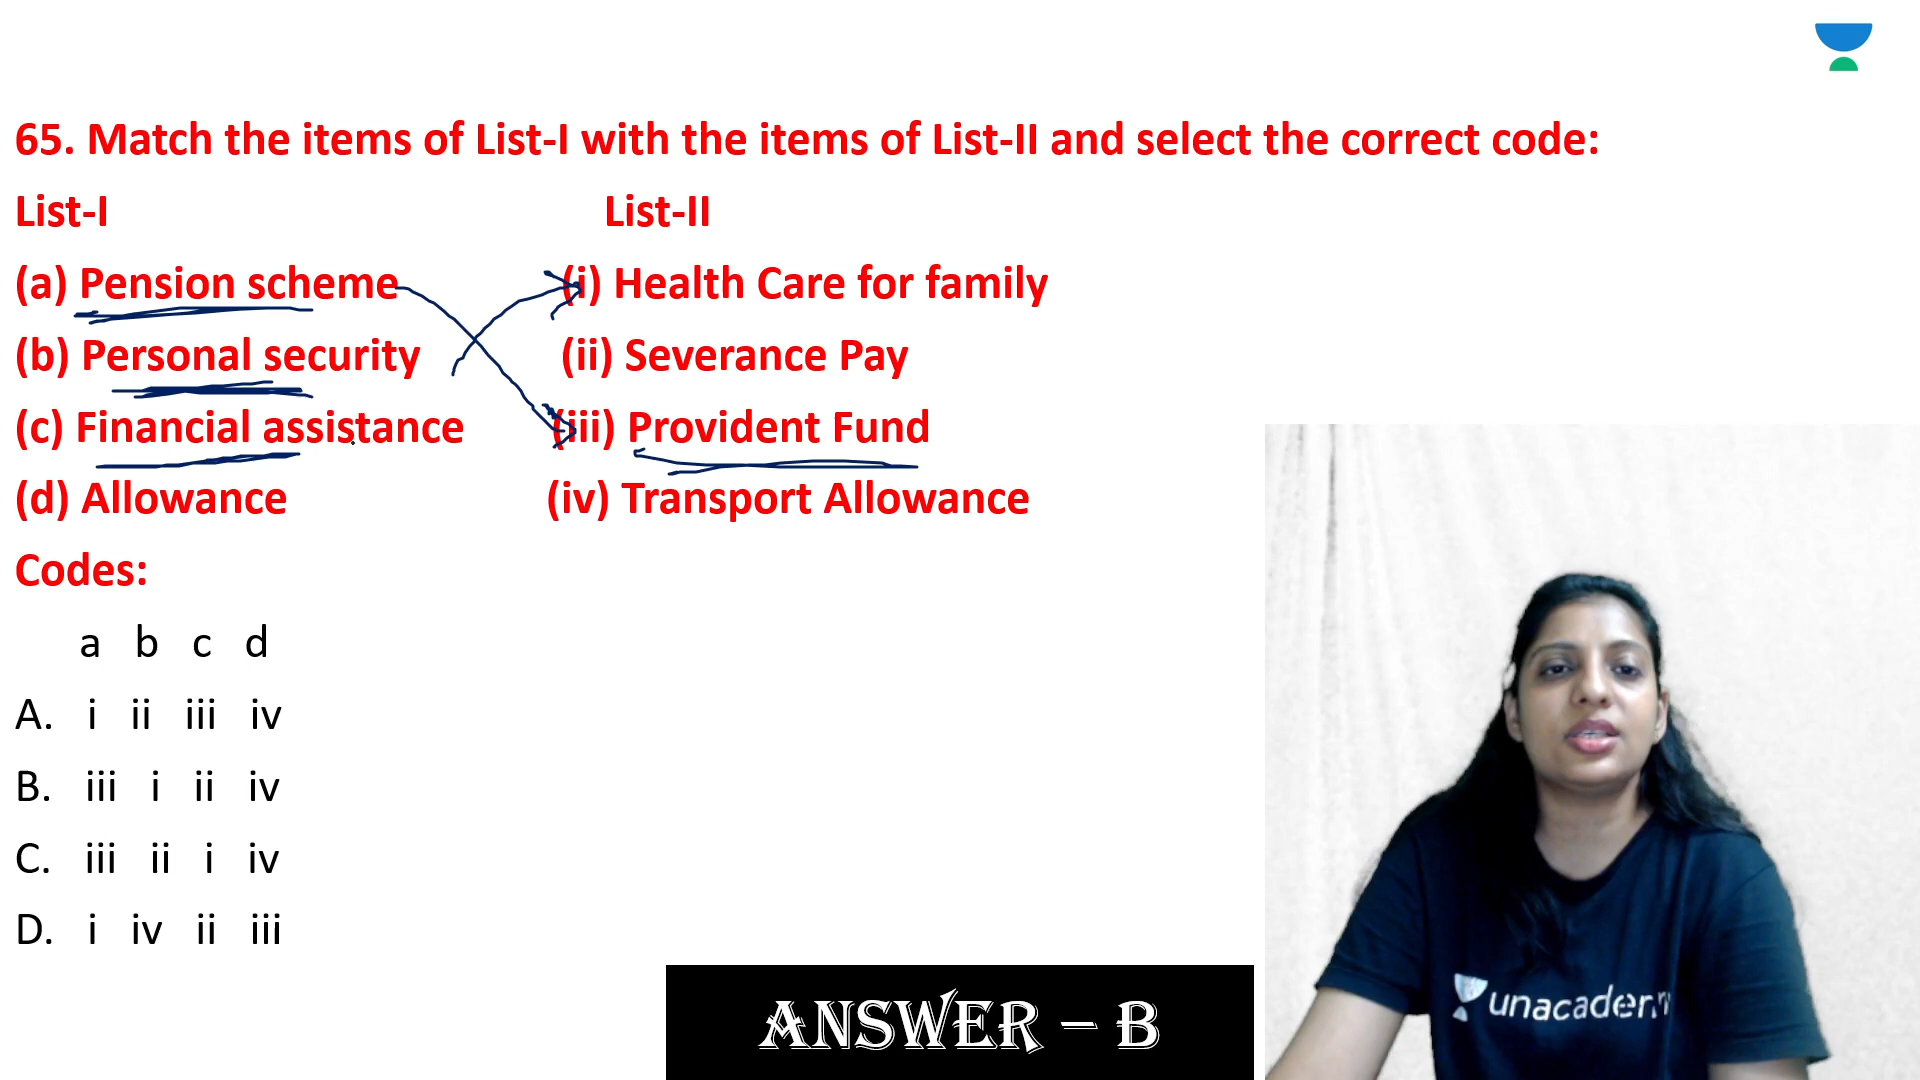 65. Match the items of List-I with the items of List-II and select the correct code:
List-I List-II
(a) Pension scheme (i) Health Care for family
(b) Personal security (ii) Severance Pay
(c) Financial assistance (iii) Provident Fund
(d) Allowance (iv) Transport Allowance
Codes:
a b c d
A. i ii iii iv
B. iii i ii iv
C. iii ii i iv
D. i iv ii iii
ANSWER – B
unacademy